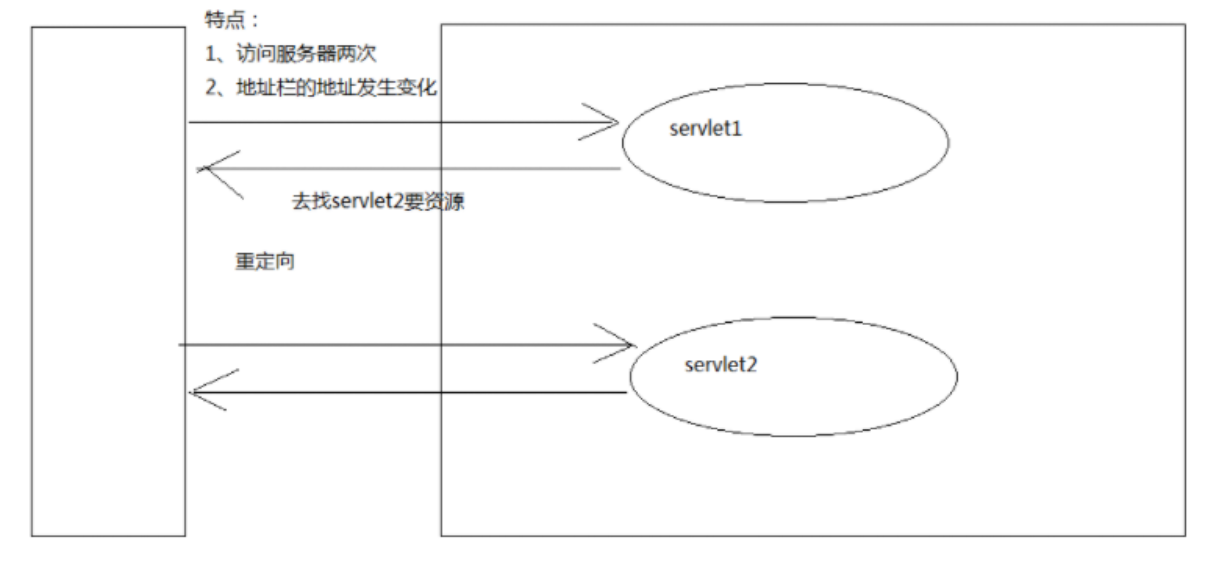 特点：
1、访问服务器两次
2、地址栏的地址发生变化
servlet1
去找servlet2要资源
重定向
servlet2